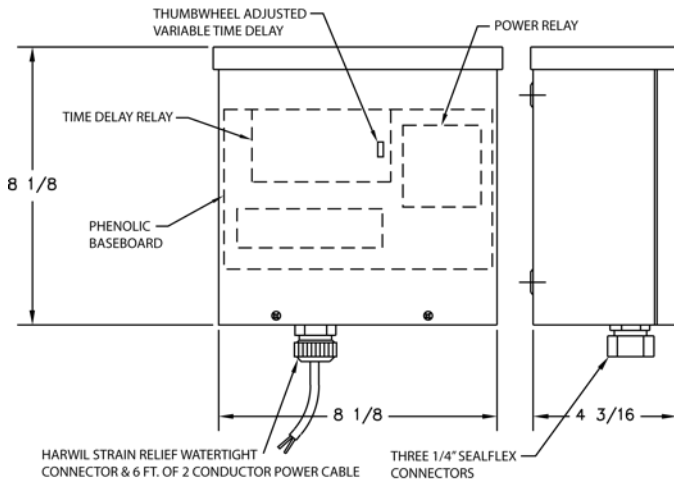 THUMBWHEEL ADJUSTED
VARIABLE TIME DELAY
POWER RELAY
TIME DELAY RELAY
8 1/8
PHENOLIC
BASEBOARD
8 1/8
4 3/16
HARWIL STRAIN RELIEF WATERTIGHT
CONNECTOR & 6 FT. OF 2 CONDUCTOR POWER CABLE
THREE 1/4" SEALFLEX
CONNECTORS